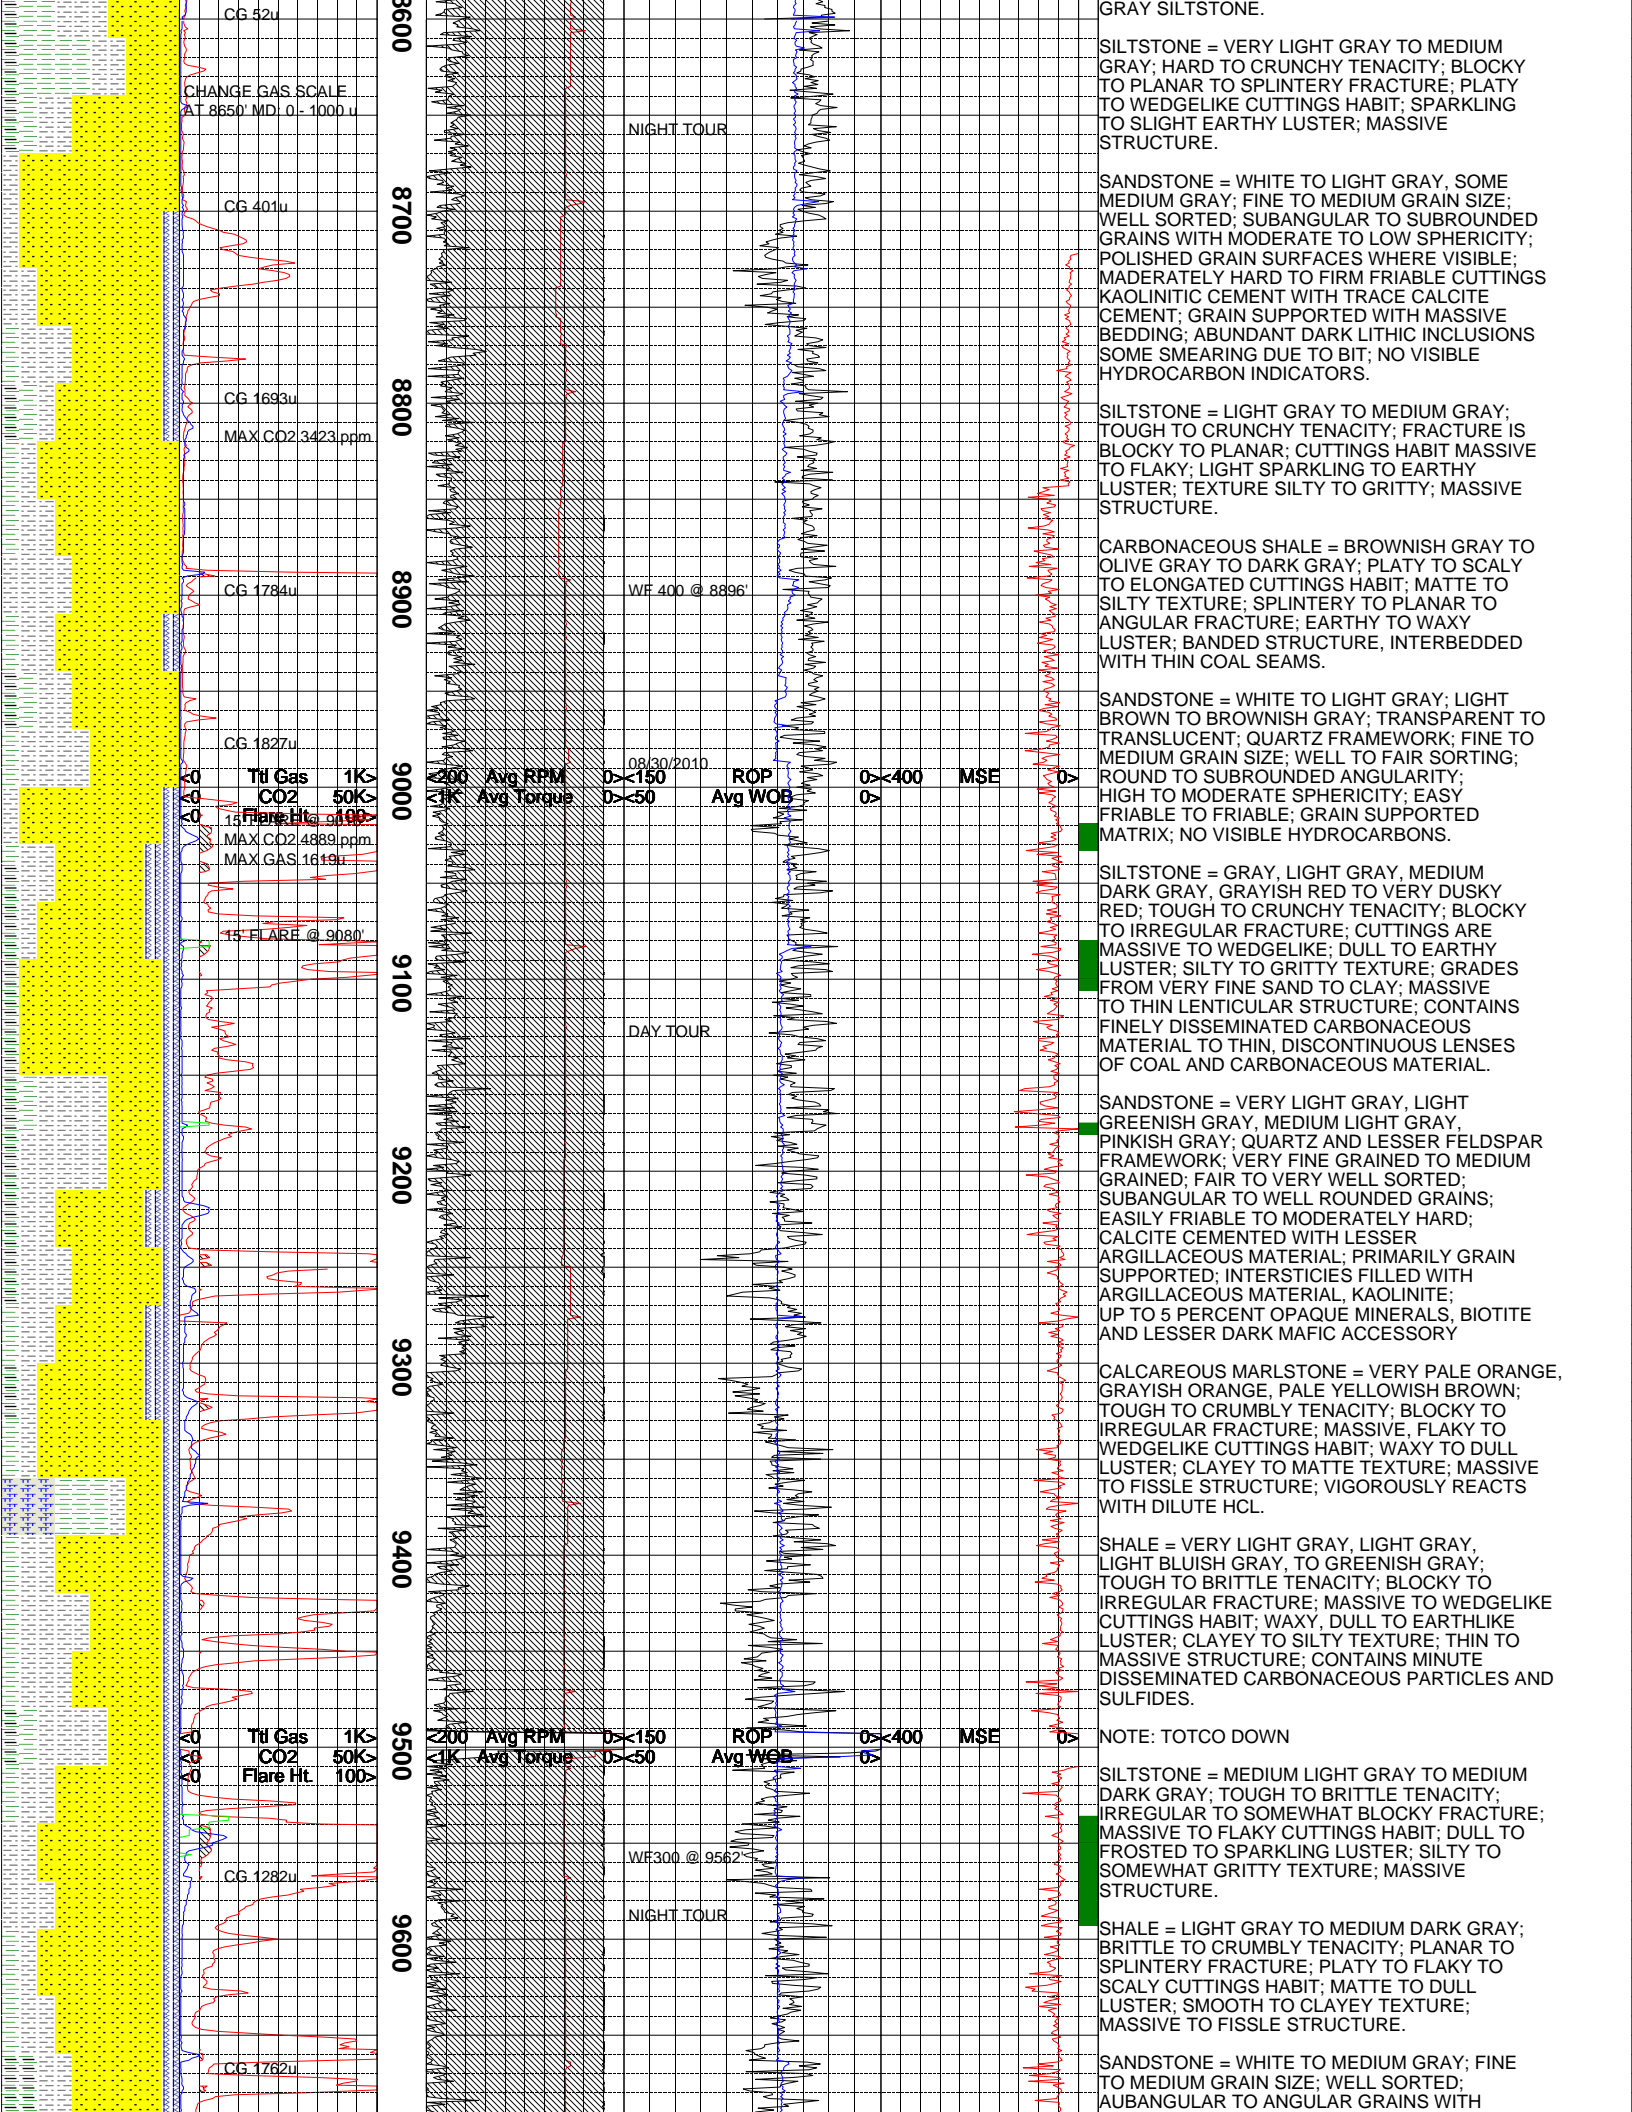 CG 52u
CHANGE GAS SCALE
AT 8650' MD: 0 - 1000 u
CG 401u
CG 1693u
MAX CO2 3423 ppm
CG 1784u
CG 1827u
<0 Ttl Gas 1K>
<0 CO2 50K>
<0 Flare Ht. 100>
MAX CO2 4889 ppm
MAX GAS 1619u
15' FLARE @ 9080'
<0 Ttl Gas 1K>
<0 CO2 50K>
<0 Flare Ht. 100>
CG 1282u
CG 1762u
8600
8700
8800
8900
9000
9100
9200
9300
9400
9500
9600
<200 Avg RPM 0>
<1K Avg Torque 0>
<200 Avg RPM 0>
<1K Avg Torque 0>
NIGHT TOUR
WF 400 @ 8896'
08/30/2010
<150 ROP 0>
<50 Avg WOB 0>
DAY TOUR
<150 ROP 0>
<50 Avg WOB 0>
WF300 @ 9562'
NIGHT TOUR
<400 MSE 0>
<400 MSE 0>
GRAY SILTSTONE.
SILTSTONE = VERY LIGHT GRAY TO MEDIUM
GRAY; HARD TO CRUNCHY TENACITY; BLOCKY
TO PLANAR TO SPLINTERY FRACTURE; PLATY
TO WEDGELIKE CUTTINGS HABIT; SPARKLING
TO SLIGHT EARTHY LUSTER; MASSIVE
STRUCTURE.
SANDSTONE = WHITE TO LIGHT GRAY, SOME
MEDIUM GRAY; FINE TO MEDIUM GRAIN SIZE;
WELL SORTED; SUBANGULAR TO SUBROUNDED
GRAINS WITH MODERATE TO LOW SPHERICITY;
POLISHED GRAIN SURFACES WHERE VISIBLE;
MADERATELY HARD TO FIRM FRIABLE CUTTINGS
KAOLINITIC CEMENT WITH TRACE CALCITE
CEMENT; GRAIN SUPPORTED WITH MASSIVE
BEDDING; ABUNDANT DARK LITHIC INCLUSIONS
SOME SMEARING DUE TO BIT; NO VISIBLE
HYDROCARBON INDICATORS.
SILTSTONE = LIGHT GRAY TO MEDIUM GRAY;
TOUGH TO CRUNCHY TENACITY; FRACTURE IS
BLOCKY TO PLANAR; CUTTINGS HABIT MASSIVE
TO FLAKY; LIGHT SPARKLING TO EARTHY
LUSTER; TEXTURE SILTY TO GRITTY; MASSIVE
STRUCTURE.
CARBONACEOUS SHALE = BROWNISH GRAY TO
OLIVE GRAY TO DARK GRAY; PLATY TO SCALY
TO ELONGATED CUTTINGS HABIT; MATTE TO
SILTY TEXTURE; SPLINTERY TO PLANAR TO
ANGULAR FRACTURE; EARTHY TO WAXY
LUSTER; BANDED STRUCTURE, INTERBEDDED
WITH THIN COAL SEAMS.
SANDSTONE = WHITE TO LIGHT GRAY; LIGHT
BROWN TO BROWNISH GRAY; TRANSPARENT TO
TRANSLUCENT; QUARTZ FRAMEWORK; FINE TO
MEDIUM GRAIN SIZE; WELL TO FAIR SORTING;
ROUND TO SUBROUNDED ANGULARITY;
HIGH TO MODERATE SPHERICITY; EASY
FRIABLE TO FRIABLE; GRAIN SUPPORTED
MATRIX; NO VISIBLE HYDROCARBONS.
SILTSTONE = GRAY, LIGHT GRAY, MEDIUM
DARK GRAY, GRAYISH RED TO VERY DUSKY
RED; TOUGH TO CRUNCHY TENACITY; BLOCKY
TO IRREGULAR FRACTURE; CUTTINGS ARE
MASSIVE TO WEDGELIKE; DULL TO EARTHY
LUSTER; SILTY TO GRITTY TEXTURE; GRADES
FROM VERY FINE SAND TO CLAY; MASSIVE
TO THIN LENTICULAR STRUCTURE; CONTAINS
FINELY DISSEMINATED CARBONACEOUS
MATERIAL TO THIN, DISCONTINUOUS LENSES
OF COAL AND CARBONACEOUS MATERIAL.
SANDSTONE = VERY LIGHT GRAY, LIGHT
GREENISH GRAY, MEDIUM LIGHT GRAY,
PINKISH GRAY; QUARTZ AND LESSER FELDSPAR
FRAMEWORK; VERY FINE GRAINED TO MEDIUM
GRAINED; FAIR TO VERY WELL SORTED;
SUBANGULAR TO WELL ROUNDED GRAINS;
EASILY FRIABLE TO MODERATELY HARD;
CALCITE CEMENTED WITH LESSER
ARGILLACEOUS MATERIAL; PRIMARILY GRAIN
SUPPORTED; INTERSTICIES FILLED WITH
ARGILLACEOUS MATERIAL, KAOLINITE;
UP TO 5 PERCENT OPAQUE MINERALS, BIOTITE
AND LESSER DARK MAFIC ACCESSORY
CALCAREOUS MARLSTONE = VERY PALE ORANGE,
GRAYISH ORANGE, PALE YELLOWISH BROWN;
TOUGH TO CRUMBLY TENACITY; BLOCKY TO
IRREGULAR FRACTURE; MASSIVE, FLAKY TO
WEDGELIKE CUTTINGS HABIT; WAXY TO DULL
LUSTER; CLAYEY TO MATTE TEXTURE; MASSIVE
TO FISSLE STRUCTURE; VIGOROUSLY REACTS
WITH DILUTE HCL.
SHALE = VERY LIGHT GRAY, LIGHT GRAY,
LIGHT BLUISH GRAY, TO GREENISH GRAY;
TOUGH TO BRITTLE TENACITY; BLOCKY TO
IRREGULAR FRACTURE; MASSIVE TO WEDGELIKE
CUTTINGS HABIT; WAXY, DULL TO EARTHLIKE
LUSTER; CLAYEY TO SILTY TEXTURE; THIN TO
MASSIVE STRUCTURE; CONTAINS MINUTE
DISSEMINATED CARBONACEOUS PARTICLES AND
SULFIDES.
NOTE: TOTCO DOWN
SILTSTONE = MEDIUM LIGHT GRAY TO MEDIUM
DARK GRAY; TOUGH TO BRITTLE TENACITY;
IRREGULAR TO SOMEWHAT BLOCKY FRACTURE;
MASSIVE TO FLAKY CUTTINGS HABIT; DULL TO
FROSTED TO SPARKLING LUSTER; SILTY TO
SOMEWHAT GRITTY TEXTURE; MASSIVE
STRUCTURE.
SHALE = LIGHT GRAY TO MEDIUM DARK GRAY;
BRITTLE TO CRUMBLY TENACITY; PLANAR TO
SPLINTERY FRACTURE; PLATY TO FLAKY TO
SCALY CUTTINGS HABIT; MATTE TO DULL
LUSTER; SMOOTH TO CLAYEY TEXTURE;
MASSIVE TO FISSLE STRUCTURE.
SANDSTONE = WHITE TO MEDIUM GRAY; FINE
TO MEDIUM GRAIN SIZE; WELL SORTED;
AUBANGULAR TO ANGULAR GRAINS WITH